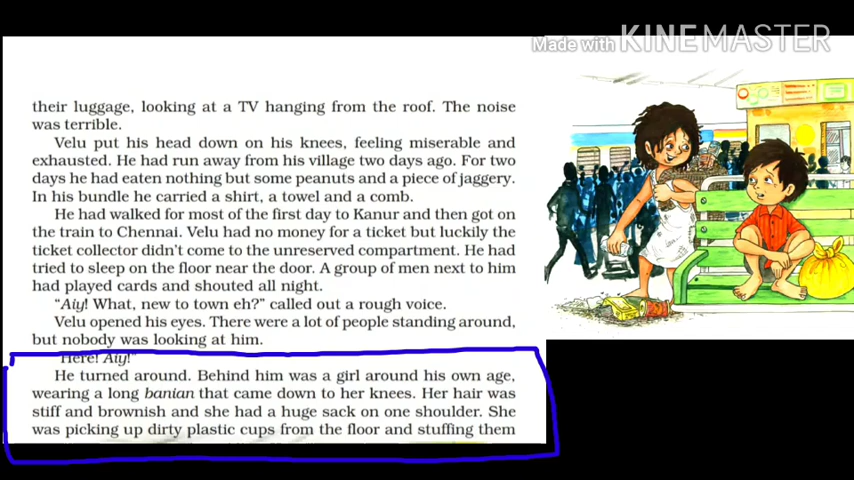 Made with KINEMASTER
their luggage, looking at a TV hanging from the roof. The noise
was terrible.
Velu put his head down on his knees, feeling miserable and
exhausted. He had run away from his village two days ago. For two
days he had eaten nothing but some peanuts and a piece of jaggery.
In his bundle he carried a shirt, a towel and a comb.
He had walked for most of the first day to Kanur and then got on
the train to Chennai. Velu had no money for a ticket but luckily the
ticket collector didn't come to the unreserved compartment. He had
tried to sleep on the floor near the door. A group of men next to him
had played cards and shouted all night.
"Aiy! What, new to town eh?" called out a rough voice.
Velu opened his eyes. There were a lot of people standing around,
but nobody was looking at him.
"Here! Aiy!"
He turned around. Behind him was a girl around his own age,
wearing a long banian that came down to her knees. Her hair was
stiff and brownish and she had a huge sack on one shoulder. She
was picking up dirty plastic cups from the floor and stuffing them